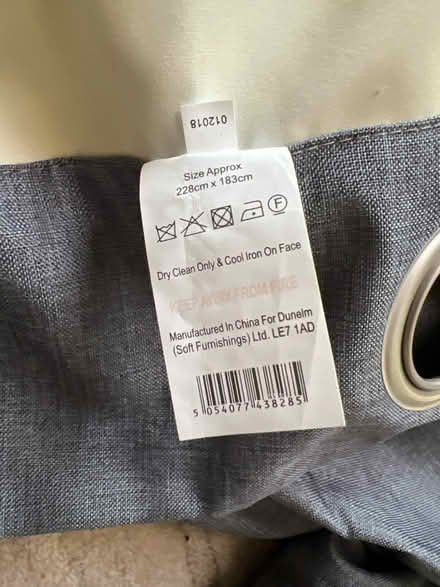 012018
Size Approx
228cm x 183cm
F
Dry Clean Only & Cool Iron On Face
KEEP AWAY FROM FIRE
Manufactured In China For Dunelm
(Soft Furnishings) Ltd. LE7 1AD
5 054077 438285